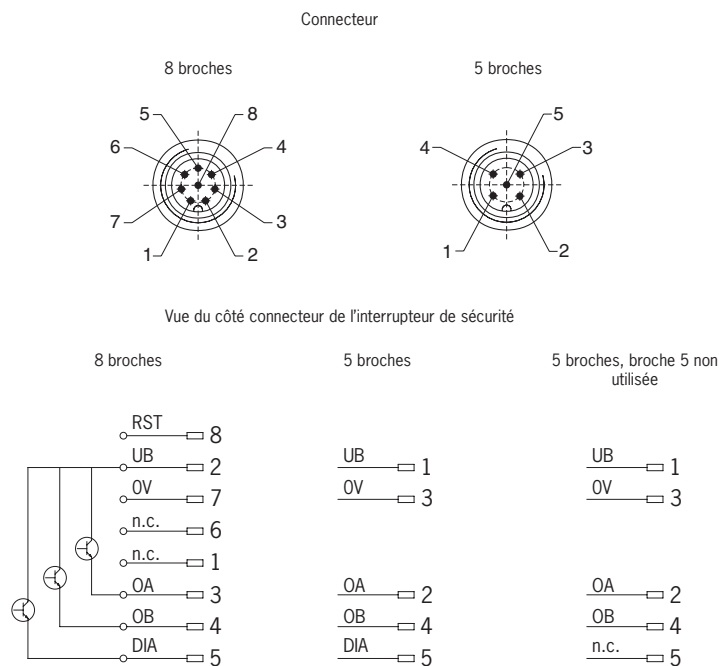 Connecteur
8 broches
5 broches
5
8
6
4
7
3
1
2
5
4
3
1
2
Vue du côté connecteur de l'interrupteur de sécurité
8 broches
5 broches
5 broches, broche 5 non
utilisée
RST 8
UB 2
0V 7
n.c. 6
n.c. 1
OA 3
OB 4
DIA 5
UB 1
0V 3
OA 2
OB 4
DIA 5
UB 1
0V 3
OA 2
OB 4
n.c. 5